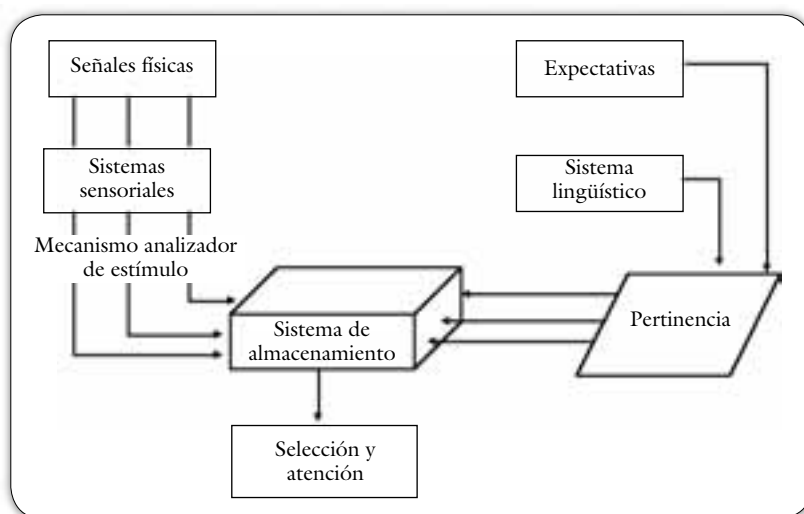 Señales físicas
Expectativas
Sistemas
sensoriales
Sistema
lingüístico
Mecanismo analizador
de estímulo
Sistema de
almacenamiento
Pertinencia
Selección y
atención